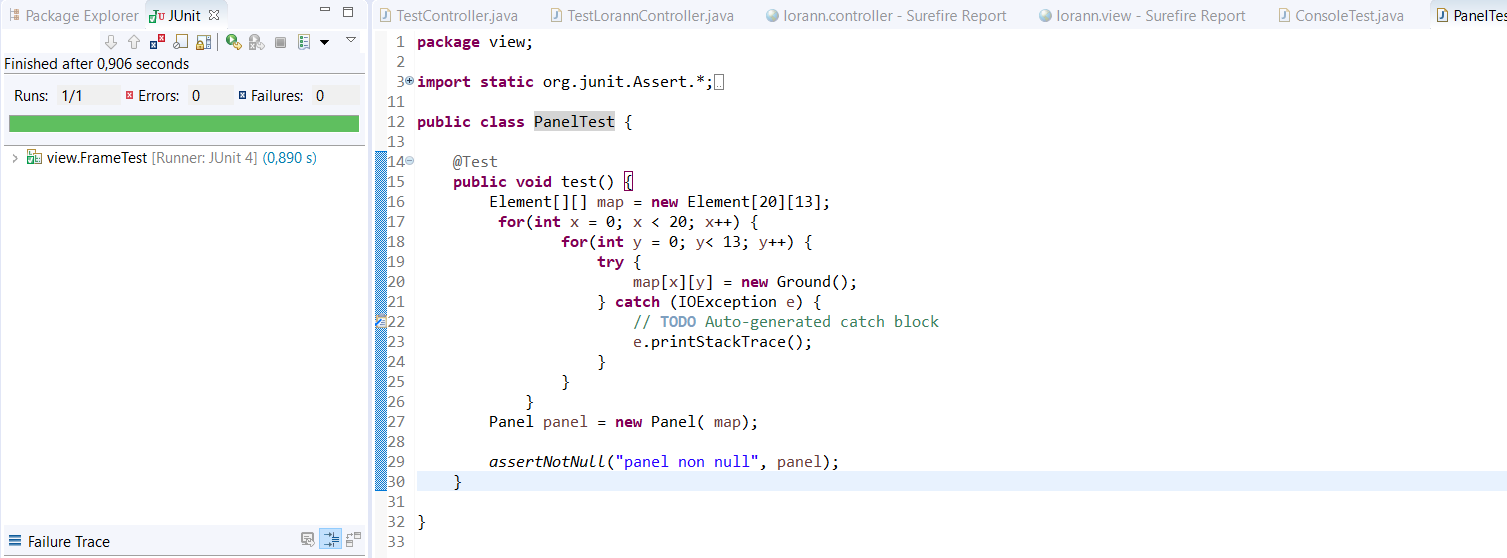 Package Explorer JUnit
Finished after 0,906 seconds
Runs: 1/1 Errors: 0 Failures: 0
view.FrameTest [Runner: JUnit 4] (0,890 s)
Failure Trace
TestController.java TestLorannController.java lorann.controller - Surefire Report lorann.view - Surefire Report ConsoleTest.java PanelTes
1 package view;
2
3 import static org.junit.Assert.*;
11
12 public class PanelTest {
13
14 @Test
15 public void test() {
16 Element[][] map = new Element[20][13];
17 for(int x = 0; x < 20; x++) {
18 for(int y = 0; y< 13; y++) {
19 try {
20 map[x][y] = new Ground();
21 } catch (IOException e) {
22 // TODO Auto-generated catch block
23 e.printStackTrace();
24 }
25 }
26 }
27 Panel panel = new Panel( map);
28
29 assertNotNull("panel non null", panel);
30 }
31
32 }
33